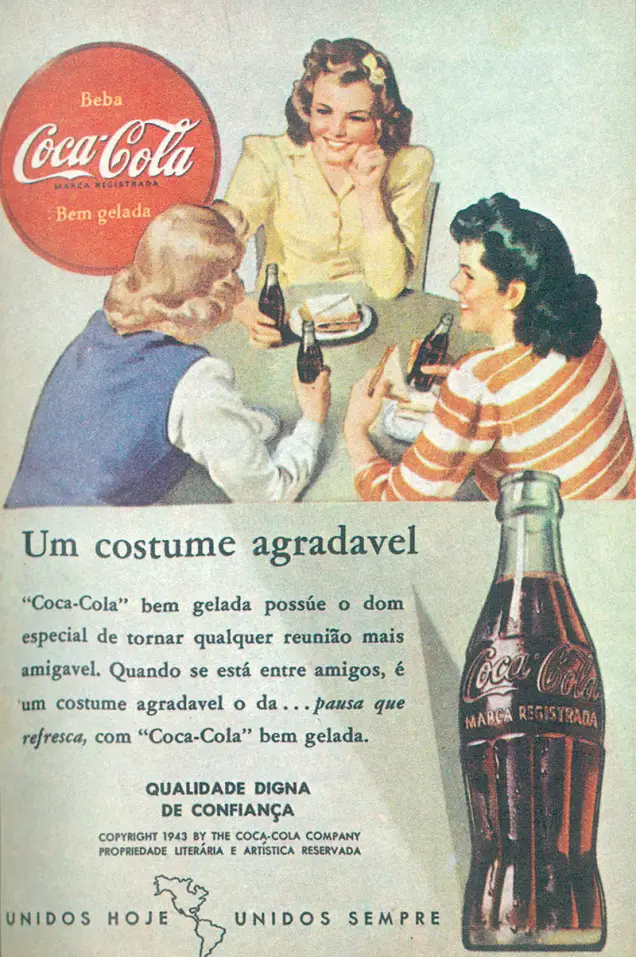 Beba
Coca-Cola
MARCA REGISTRADA
Bem gelada
Um costume agradavel
“Coca-Cola” bem gelada possúe o dom
especial de tornar qualquer reunião mais
amigavel. Quando se está entre amigos, é
um costume agradavel o da...pausa que
refresca, com “Coca-Cola” bem gelada.
Coca-Cola
MARCA REGISTRADA
QUALIDADE DIGNA
DE CONFIANÇA
COPYRIGHT 1943 BY THE COCA-COLA COMPANY
PROPRIEDADE LITERÁRIA E ARTÍSTICA RESERVADA
UNIDOS HOJE UNIDOS SEMPRE